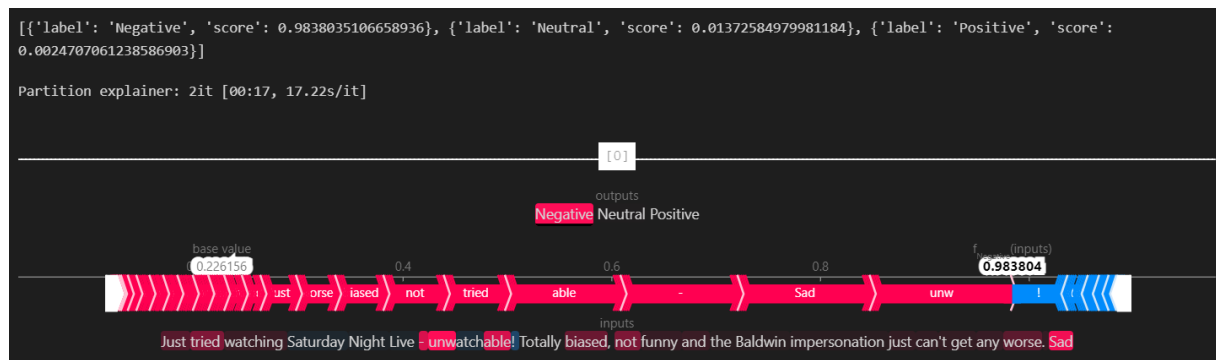 [{'label': 'Negative', 'score': 0.9838035106658936}, {'label': 'Neutral', 'score': 0.01372584979981184}, {'label': 'Positive', 'score':
0.0024707061238586903}]
Partition explainer: 2it [00:17, 17.22s/it]
[0]
outputs
Negative Neutral Positive
base value
f Negative (inputs)
0.226156 0.4 0.6 0.8 0.983804
ust orse iased not tried able - Sad unw !
inputs
Just tried watching Saturday Night Live - unwatchable! Totally biased, not funny and the Baldwin impersonation just can't get any worse. Sad